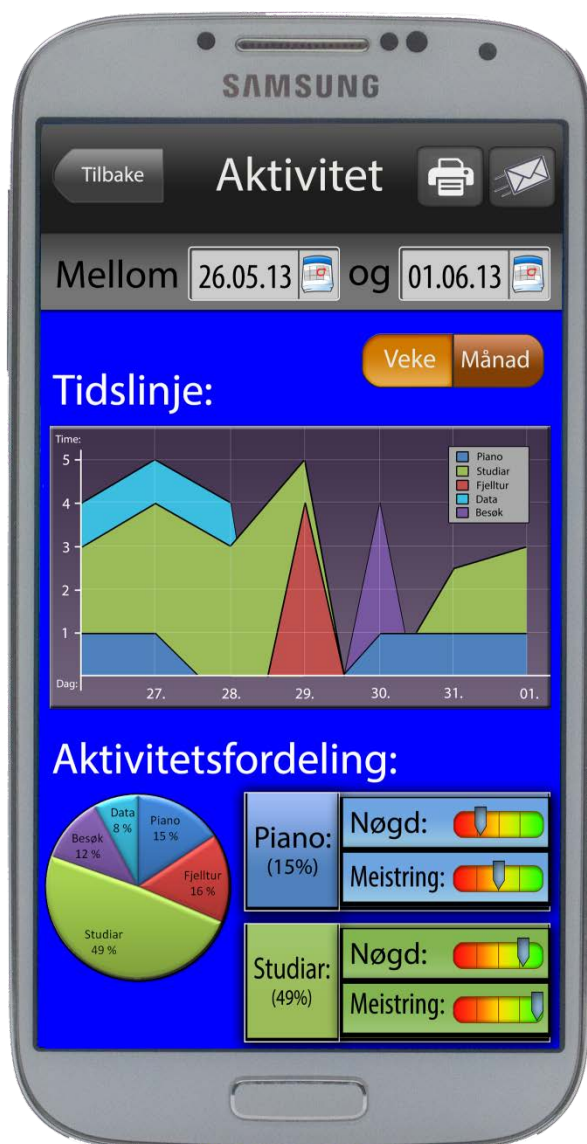 SAMSUNG
Tilbake
Aktivitet
Mellom 26.05.13 og 01.06.13
Veke Månad
Tidslinje:
Time:
5
4
3
2
1
Piano
Studiar
Fjelltur
Data
Besøk
Dag:
27. 28. 29. 30. 31. 01.
Aktivitetsfordeling:
Data
8 %
Piano
15 %
Besøk
12 %
Fjelltur
16 %
Studiar
49 %
Piano:
(15%)
Nøgd:
Meistring:
Studiar:
(49%)
Nøgd:
Meistring: